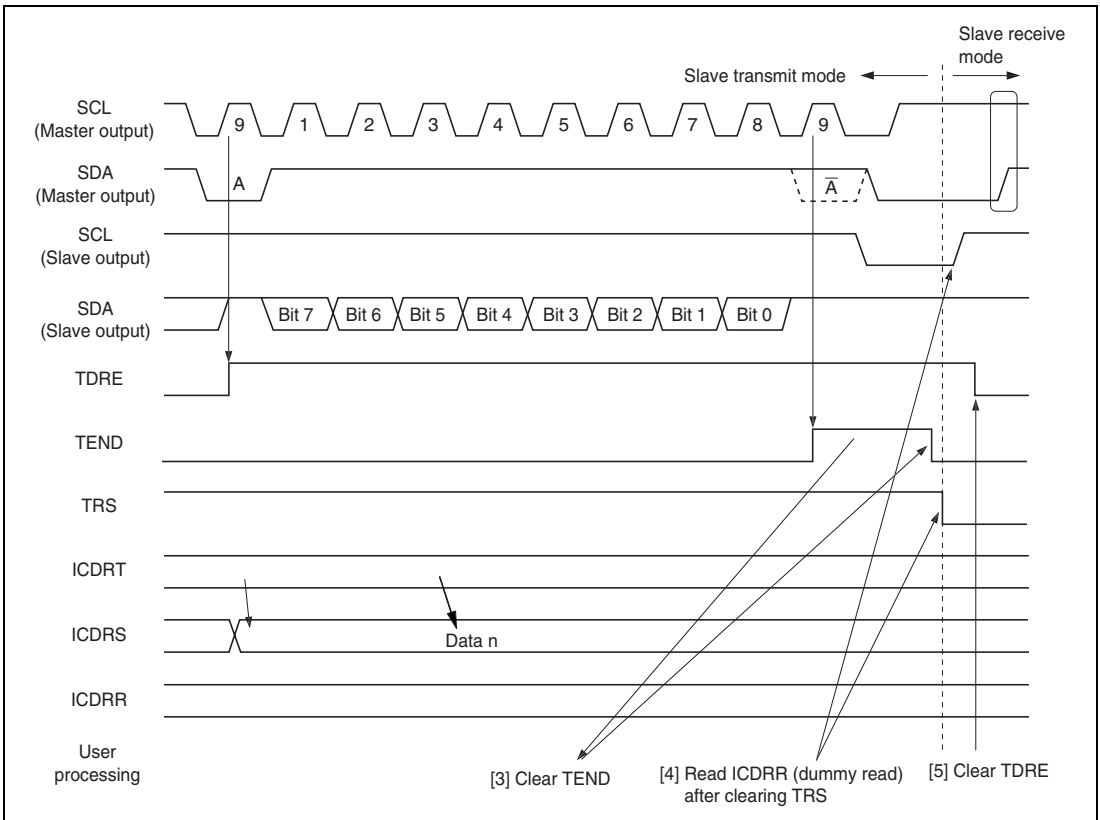 Slave receive
mode
Slave transmit mode
SCL
(Master output)
9 1 2 3 4 5 6 7 8 9
SDA
(Master output)
A A̅
SCL
(Slave output)
SDA
(Slave output)
Bit 7 Bit 6 Bit 5 Bit 4 Bit 3 Bit 2 Bit 1 Bit 0
TDRE
TEND
TRS
ICDRT
ICDRS
Data n
ICDRR
User
processing
[3] Clear TEND
[4] Read ICDRR (dummy read)
after clearing TRS
[5] Clear TDRE